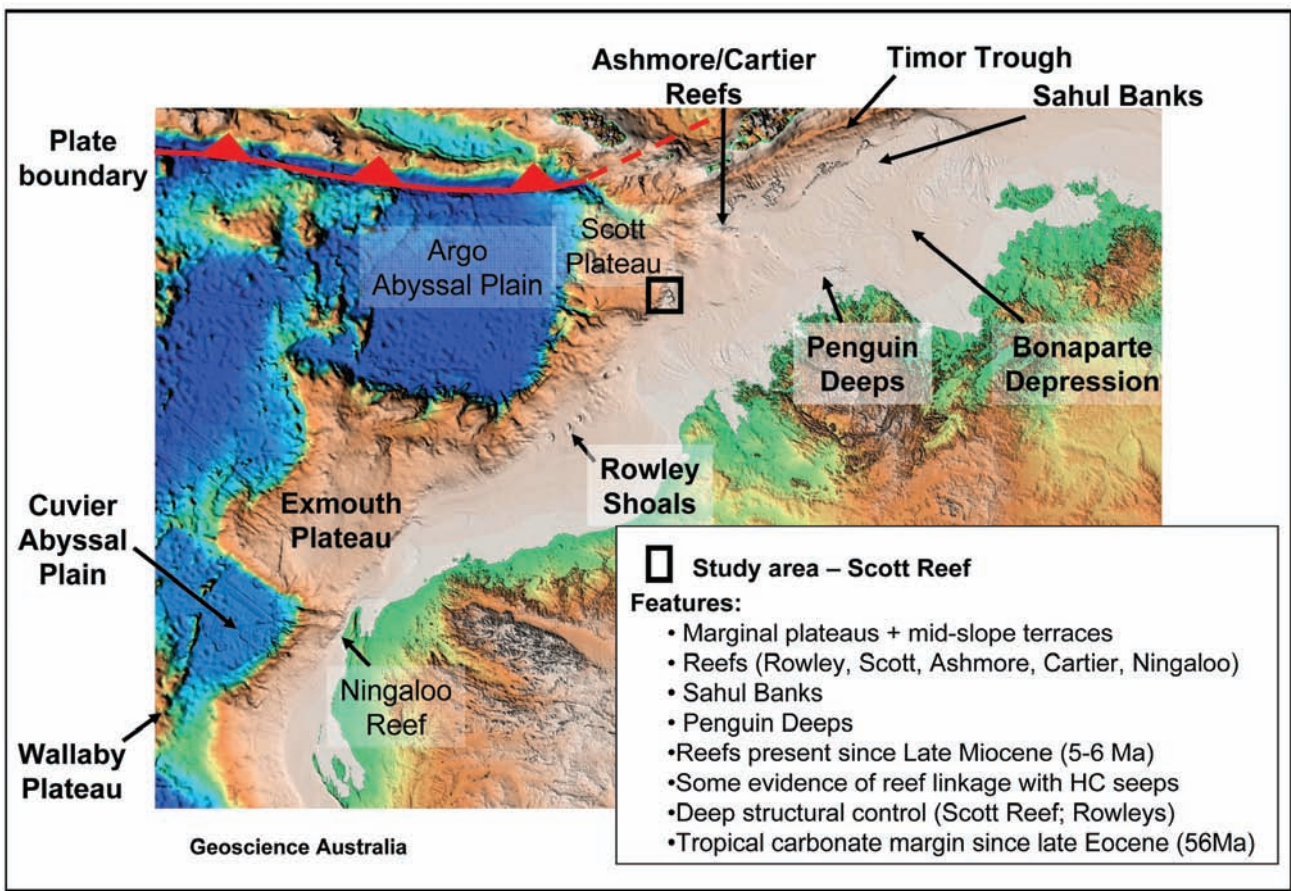 Ashmore/Cartier
Reefs
Timor Trough
Sahul Banks
Plate
boundary
Scott
Plateau
Argo
Abyssal Plain
Penguin
Deeps
Bonaparte
Depression
Rowley
Shoals
Exmouth
Plateau
Cuvier
Abyssal
Plain
Ningaloo
Reef
Wallaby
Plateau
Geoscience Australia
Study area – Scott Reef
Features:
• Marginal plateaus + mid-slope terraces
• Reefs (Rowley, Scott, Ashmore, Cartier, Ningaloo)
• Sahul Banks
• Penguin Deeps
•Reefs present since Late Miocene (5-6 Ma)
•Some evidence of reef linkage with HC seeps
•Deep structural control (Scott Reef; Rowleys)
•Tropical carbonate margin since late Eocene (56Ma)